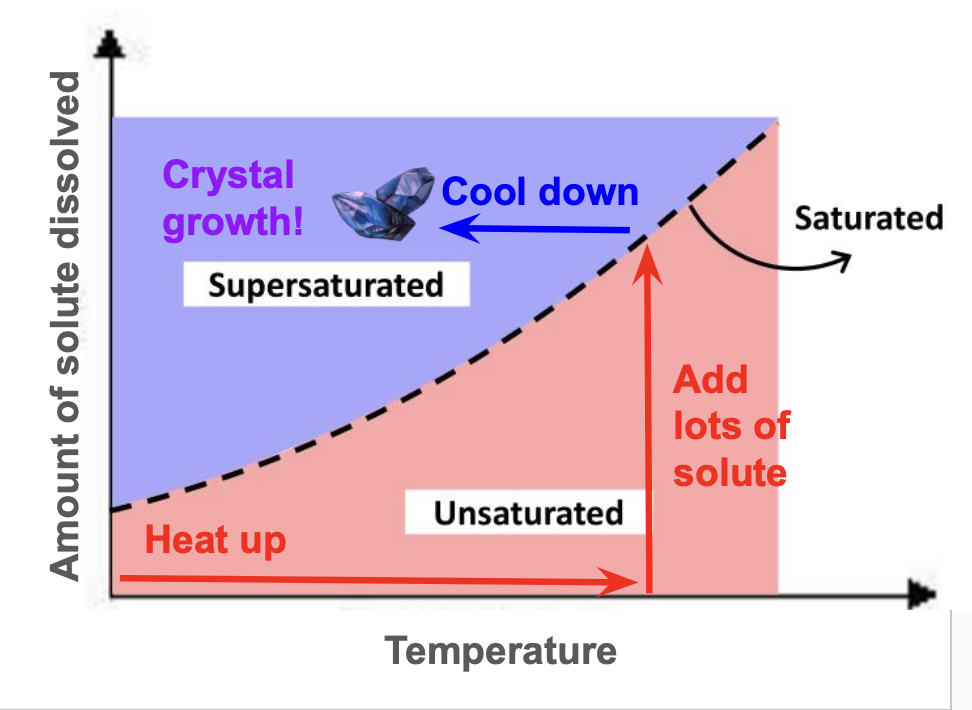 Amount of solute dissolved
Crystal
growth!
Cool down
Saturated
Supersaturated
Add
lots of
solute
Unsaturated
Heat up
Temperature